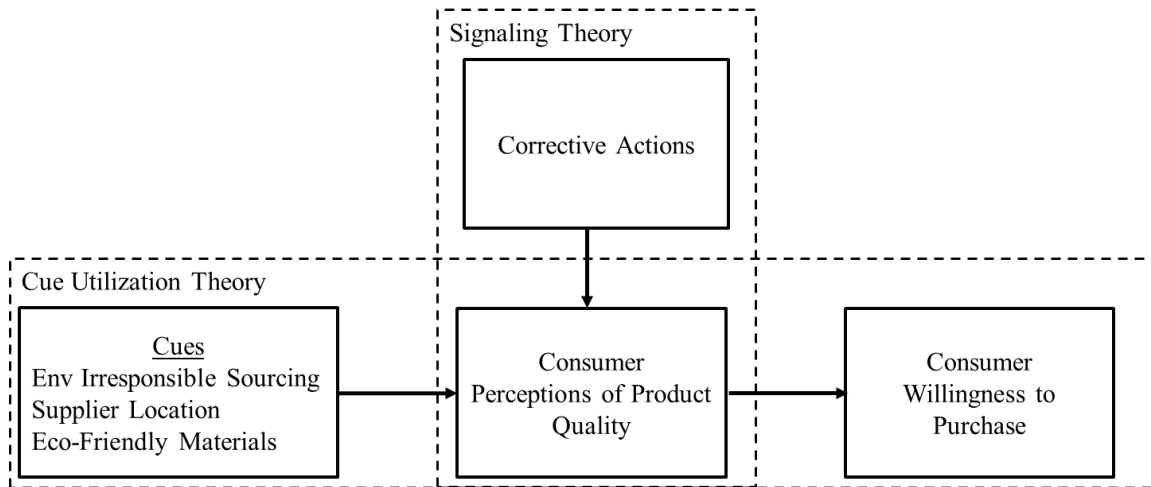 Signaling Theory
Corrective Actions
Cue Utilization Theory
Cues
Env Irresponsible Sourcing
Supplier Location
Eco-Friendly Materials
Consumer
Perceptions of Product
Quality
Consumer
Willingness to
Purchase